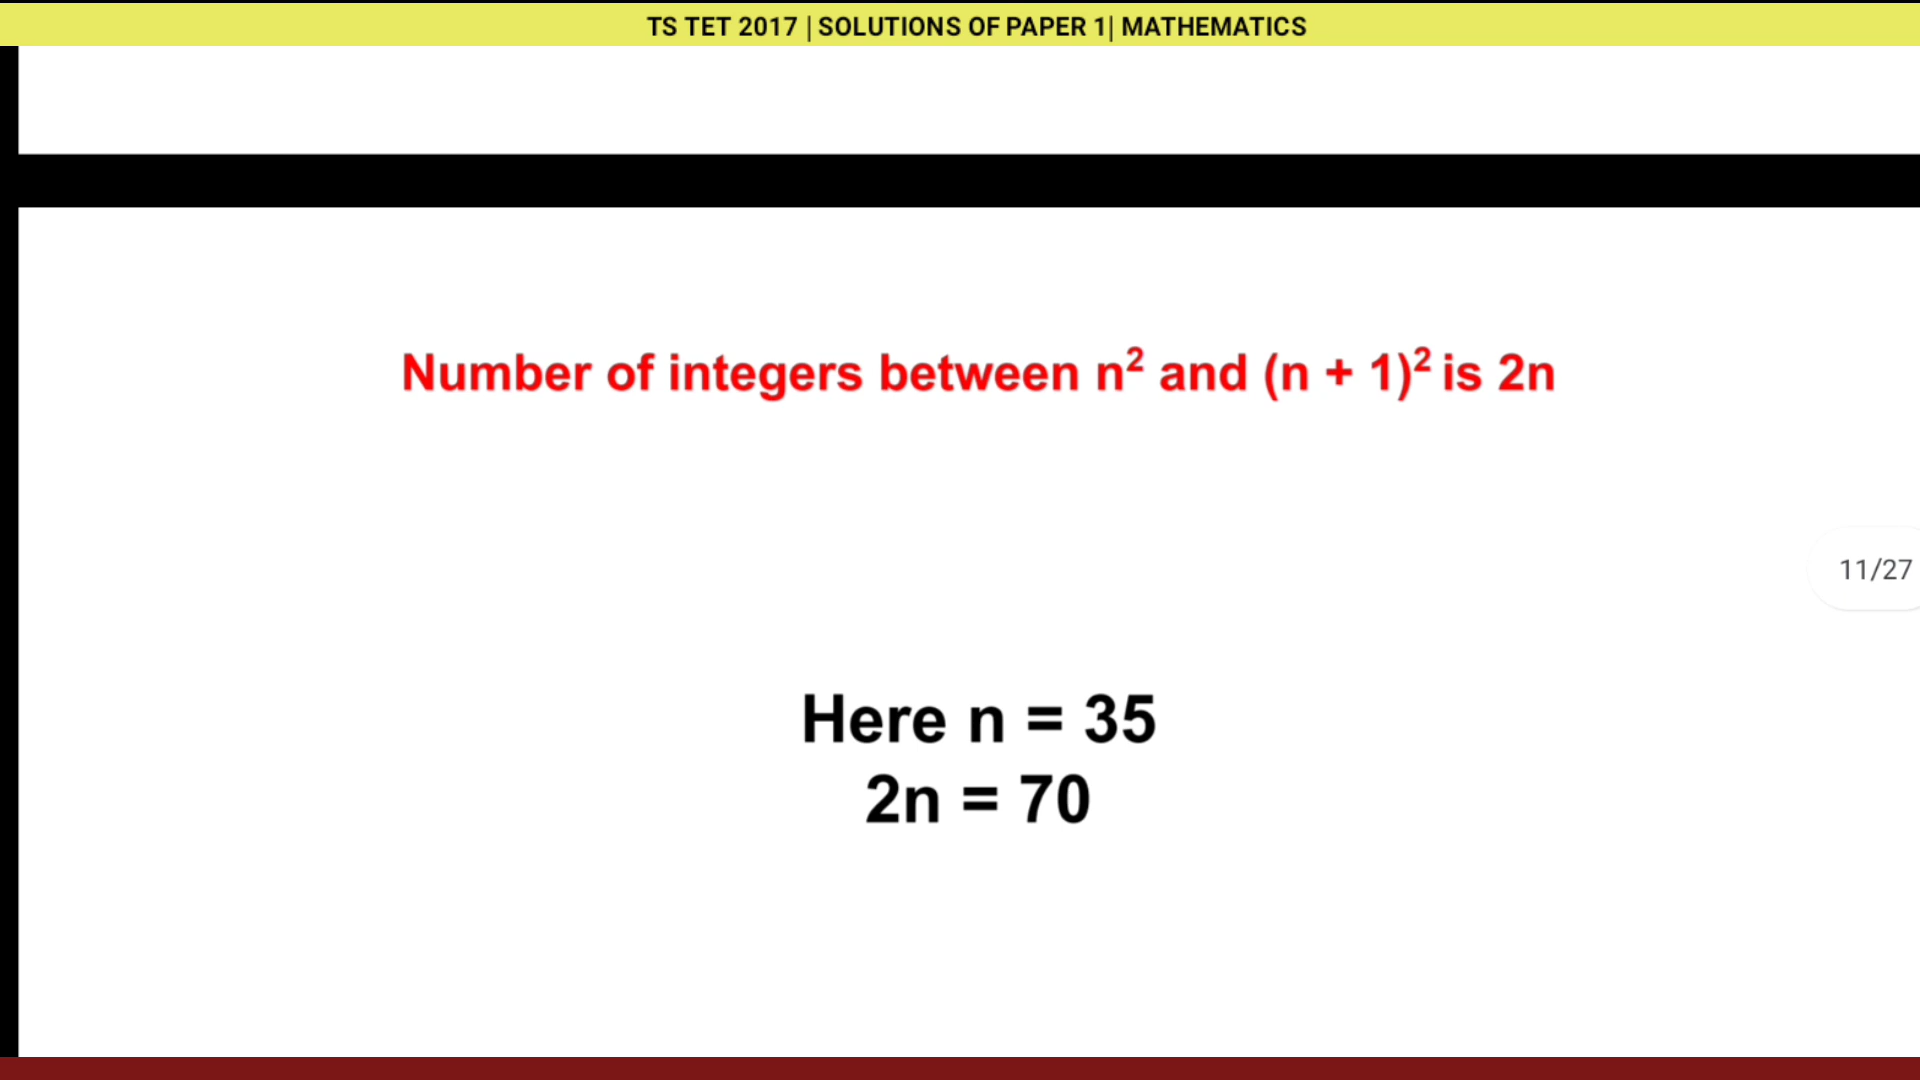 TS TET 2017 | SOLUTIONS OF PAPER 1| MATHEMATICS
Number of integers between n² and (n + 1)² is 2n
11/27
Here n = 35
2n = 70